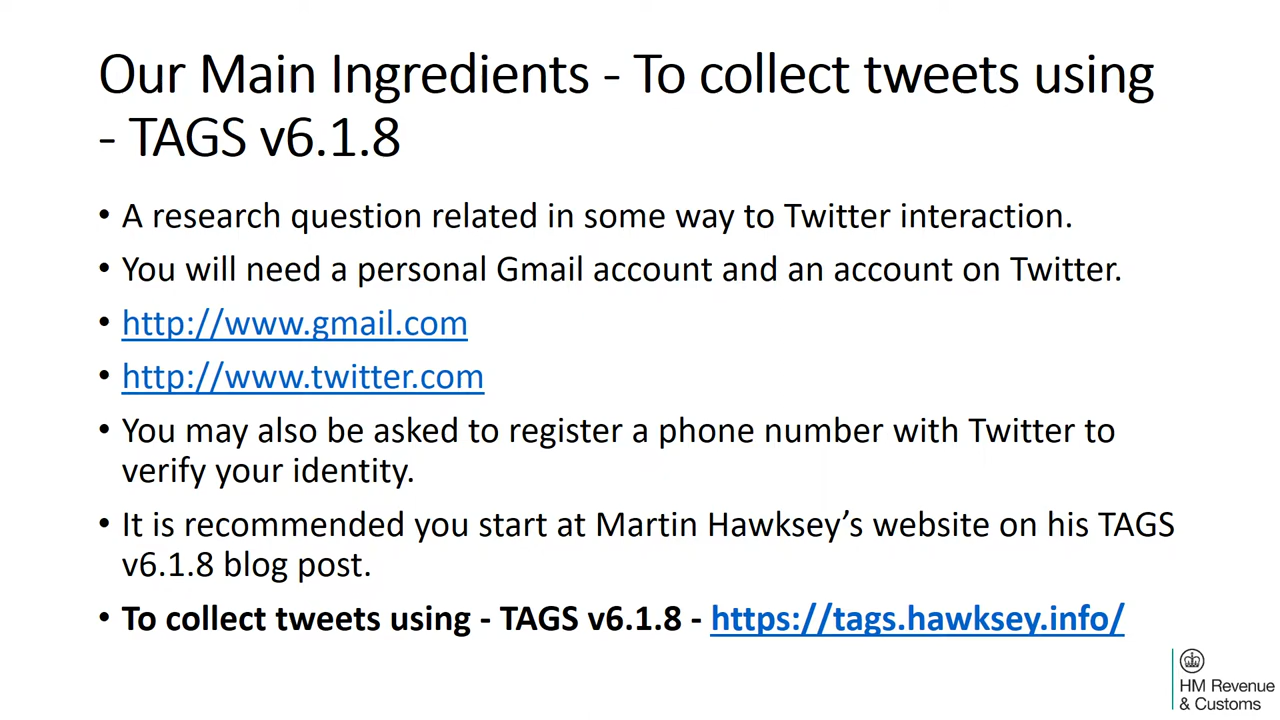 Our Main Ingredients - To collect tweets using
- TAGS v6.1.8
• A research question related in some way to Twitter interaction.
• You will need a personal Gmail account and an account on Twitter.
• http://www.gmail.com
• http://www.twitter.com
• You may also be asked to register a phone number with Twitter to
verify your identity.
• It is recommended you start at Martin Hawksey’s website on his TAGS
v6.1.8 blog post.
• To collect tweets using - TAGS v6.1.8 - https://tags.hawksey.info/
HM Revenue
& Customs